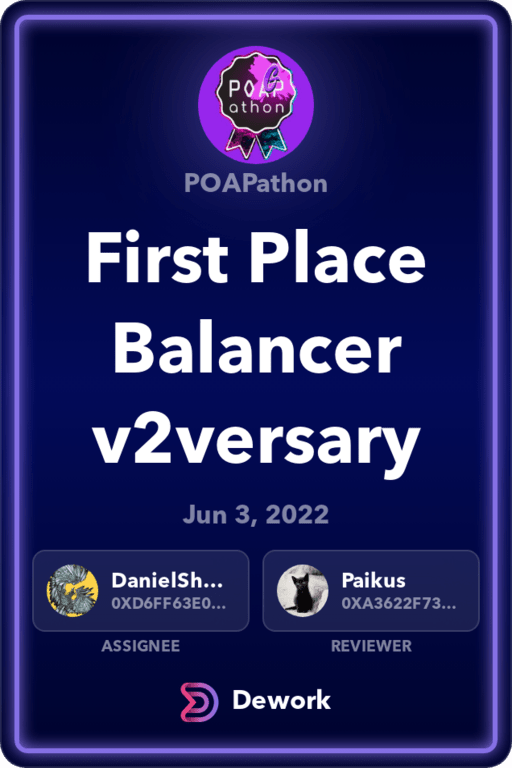 POAP
athon
POAPathon
First Place
Balancer
v2versary
Jun 3, 2022
DanielSh...
0XD6FF63E0...
ASSIGNEE
Paikus
0XA3622F73...
REVIEWER
Dework